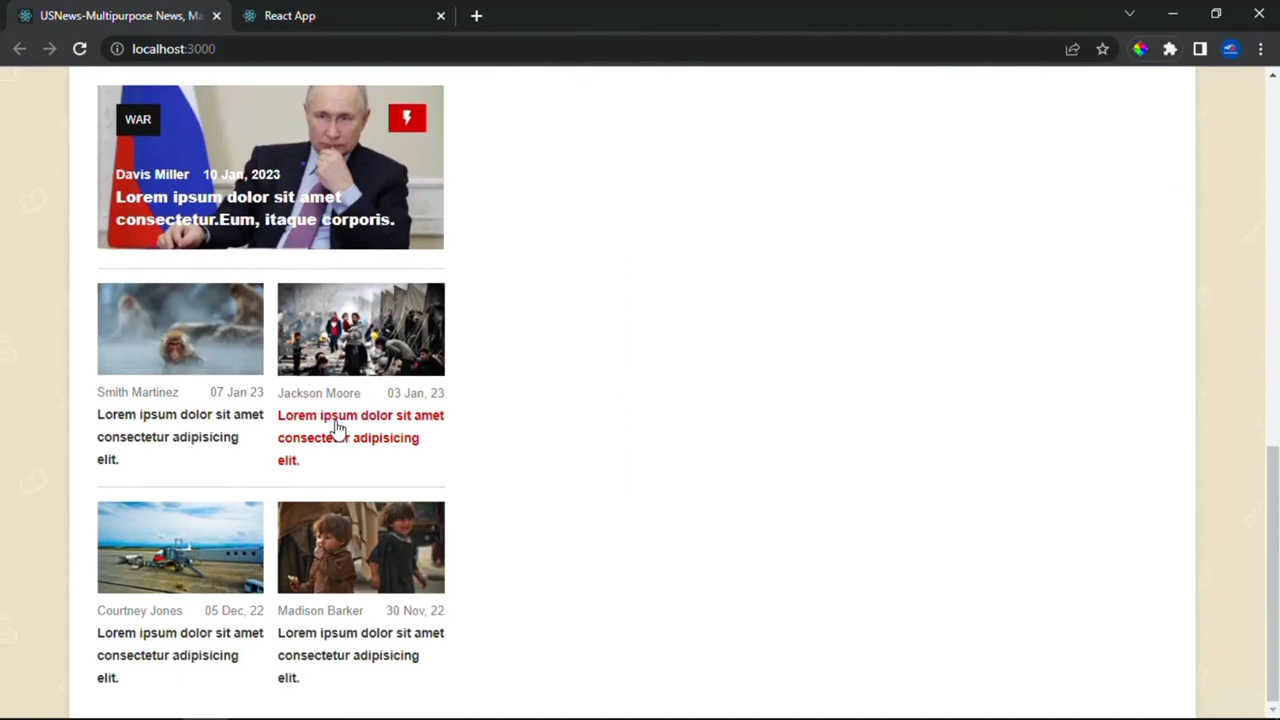 USNews-Multipurpose News, Ma
React App
localhost:3000
WAR
Davis Miller 10 Jan, 2023
Lorem ipsum dolor sit amet
consectetur.Eum, itaque corporis.
Smith Martinez 07 Jan 23
Lorem ipsum dolor sit amet
consectetur adipisicing
elit.
Jackson Moore 03 Jan, 23
Lorem ipsum dolor sit amet
consectetur adipisicing
elit.
Courtney Jones 05 Dec, 22
Lorem ipsum dolor sit amet
consectetur adipisicing
elit.
Madison Barker 30 Nov, 22
Lorem ipsum dolor sit amet
consectetur adipisicing
elit.